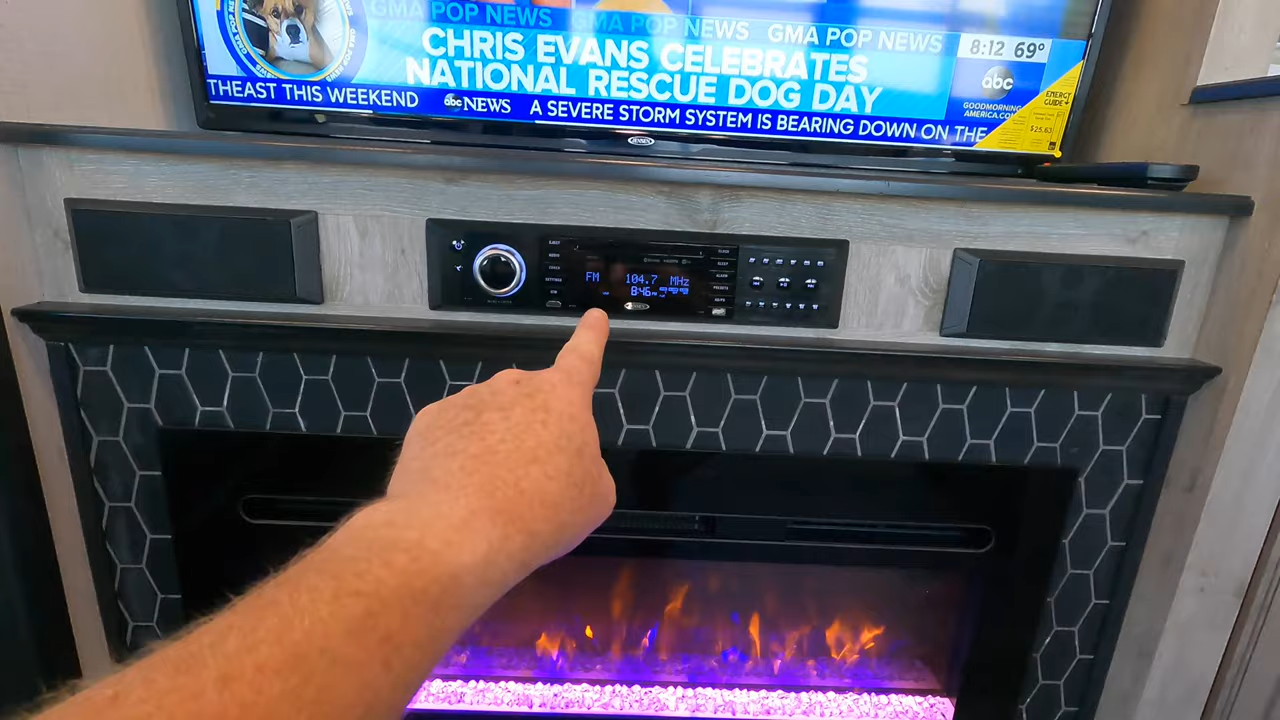 GMA POP NEWS GMA POP NEWS GMA POP NEWS
CHRIS EVANS CELEBRATES
NATIONAL RESCUE DOG DAY
8:12 69°
abc
GOODMORNING
AMERICA.COM
THEAST THIS WEEKEND abc NEWS A SEVERE STORM SYSTEM IS BEARING DOWN ON THE
ENERGY
GUIDE
$25.63
JENSEN
EJECT
FM 104.7 MHz
8:46
JENSEN